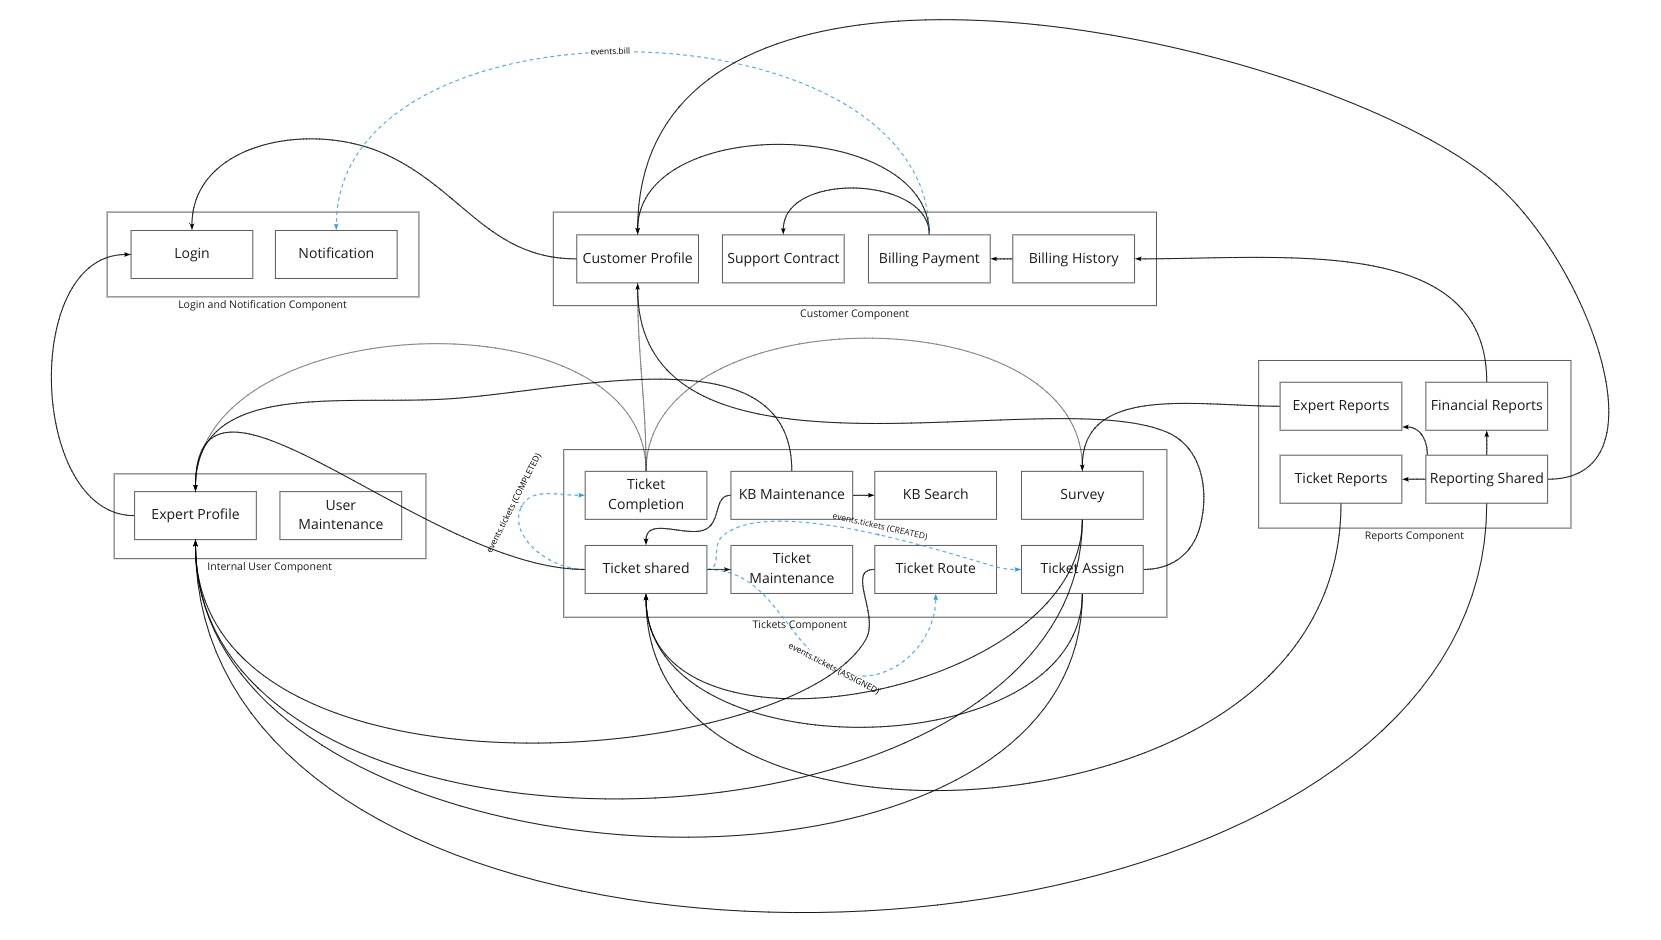 events.bill
Login
Notification
Login and Notification Component
Customer Profile
Support Contract
Billing Payment
Billing History
Customer Component
Expert Reports
Financial Reports
Ticket Reports
Reporting Shared
Reports Component
Expert Profile
User
Maintenance
Internal User Component
events.tickets (COMPLETED)
Ticket
Completion
KB Maintenance
KB Search
Survey
events.tickets (CREATED)
Ticket shared
Ticket
Maintenance
Ticket Route
Ticket Assign
Tickets Component
events.tickets (ASSIGNED)